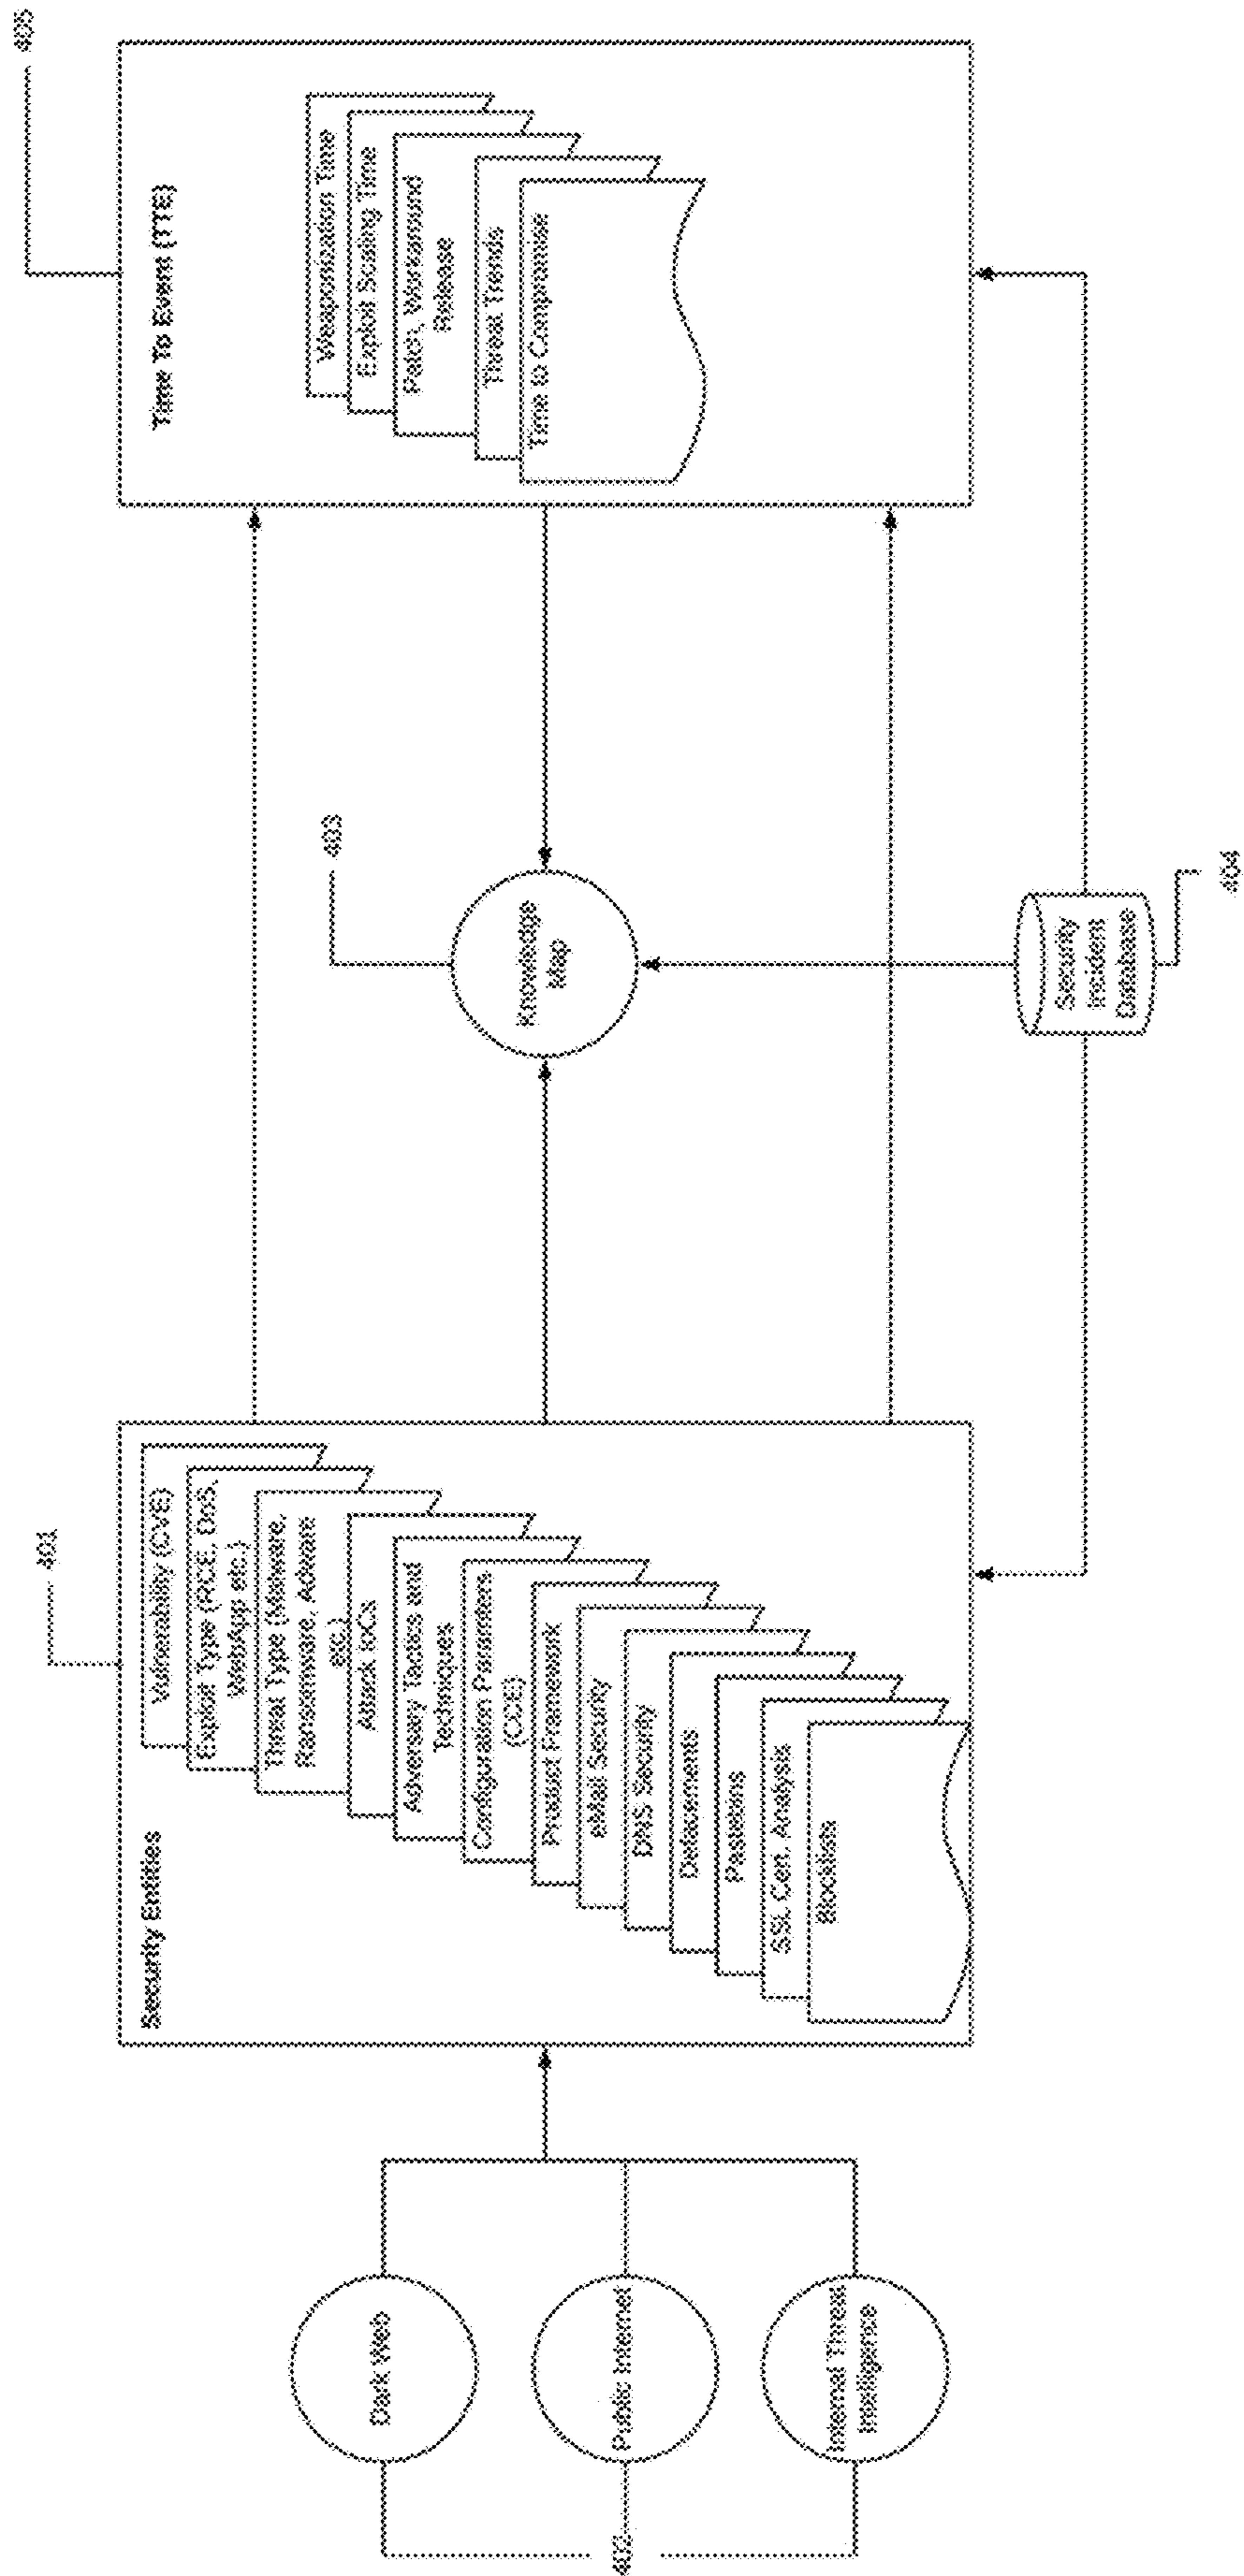 401
Security Entities
Vulnerability (CVE)
Exploit Type (RCE, DoS,
WebApp etc.)
Threat Type (Malware,
Ransomware, Adware
etc.)
Attack IOCs
Adversary Tactics and
Techniques
Configuration Paramters
(CCE)
Product Framework
eMail Security
DNS Security
Defacements
Pastebins
SSL Cert. Analysis
Blocklists
402
Dark Web
Public Internet
Internal Threat
Intelligence
403
Knowledge
Map
404
Security
Incident
Database
405
Time To Event (TTE)
Weaponization Time
Exploit Scaling Time
Patch, Workaround
Release
Threat Trends
Time to Compromise